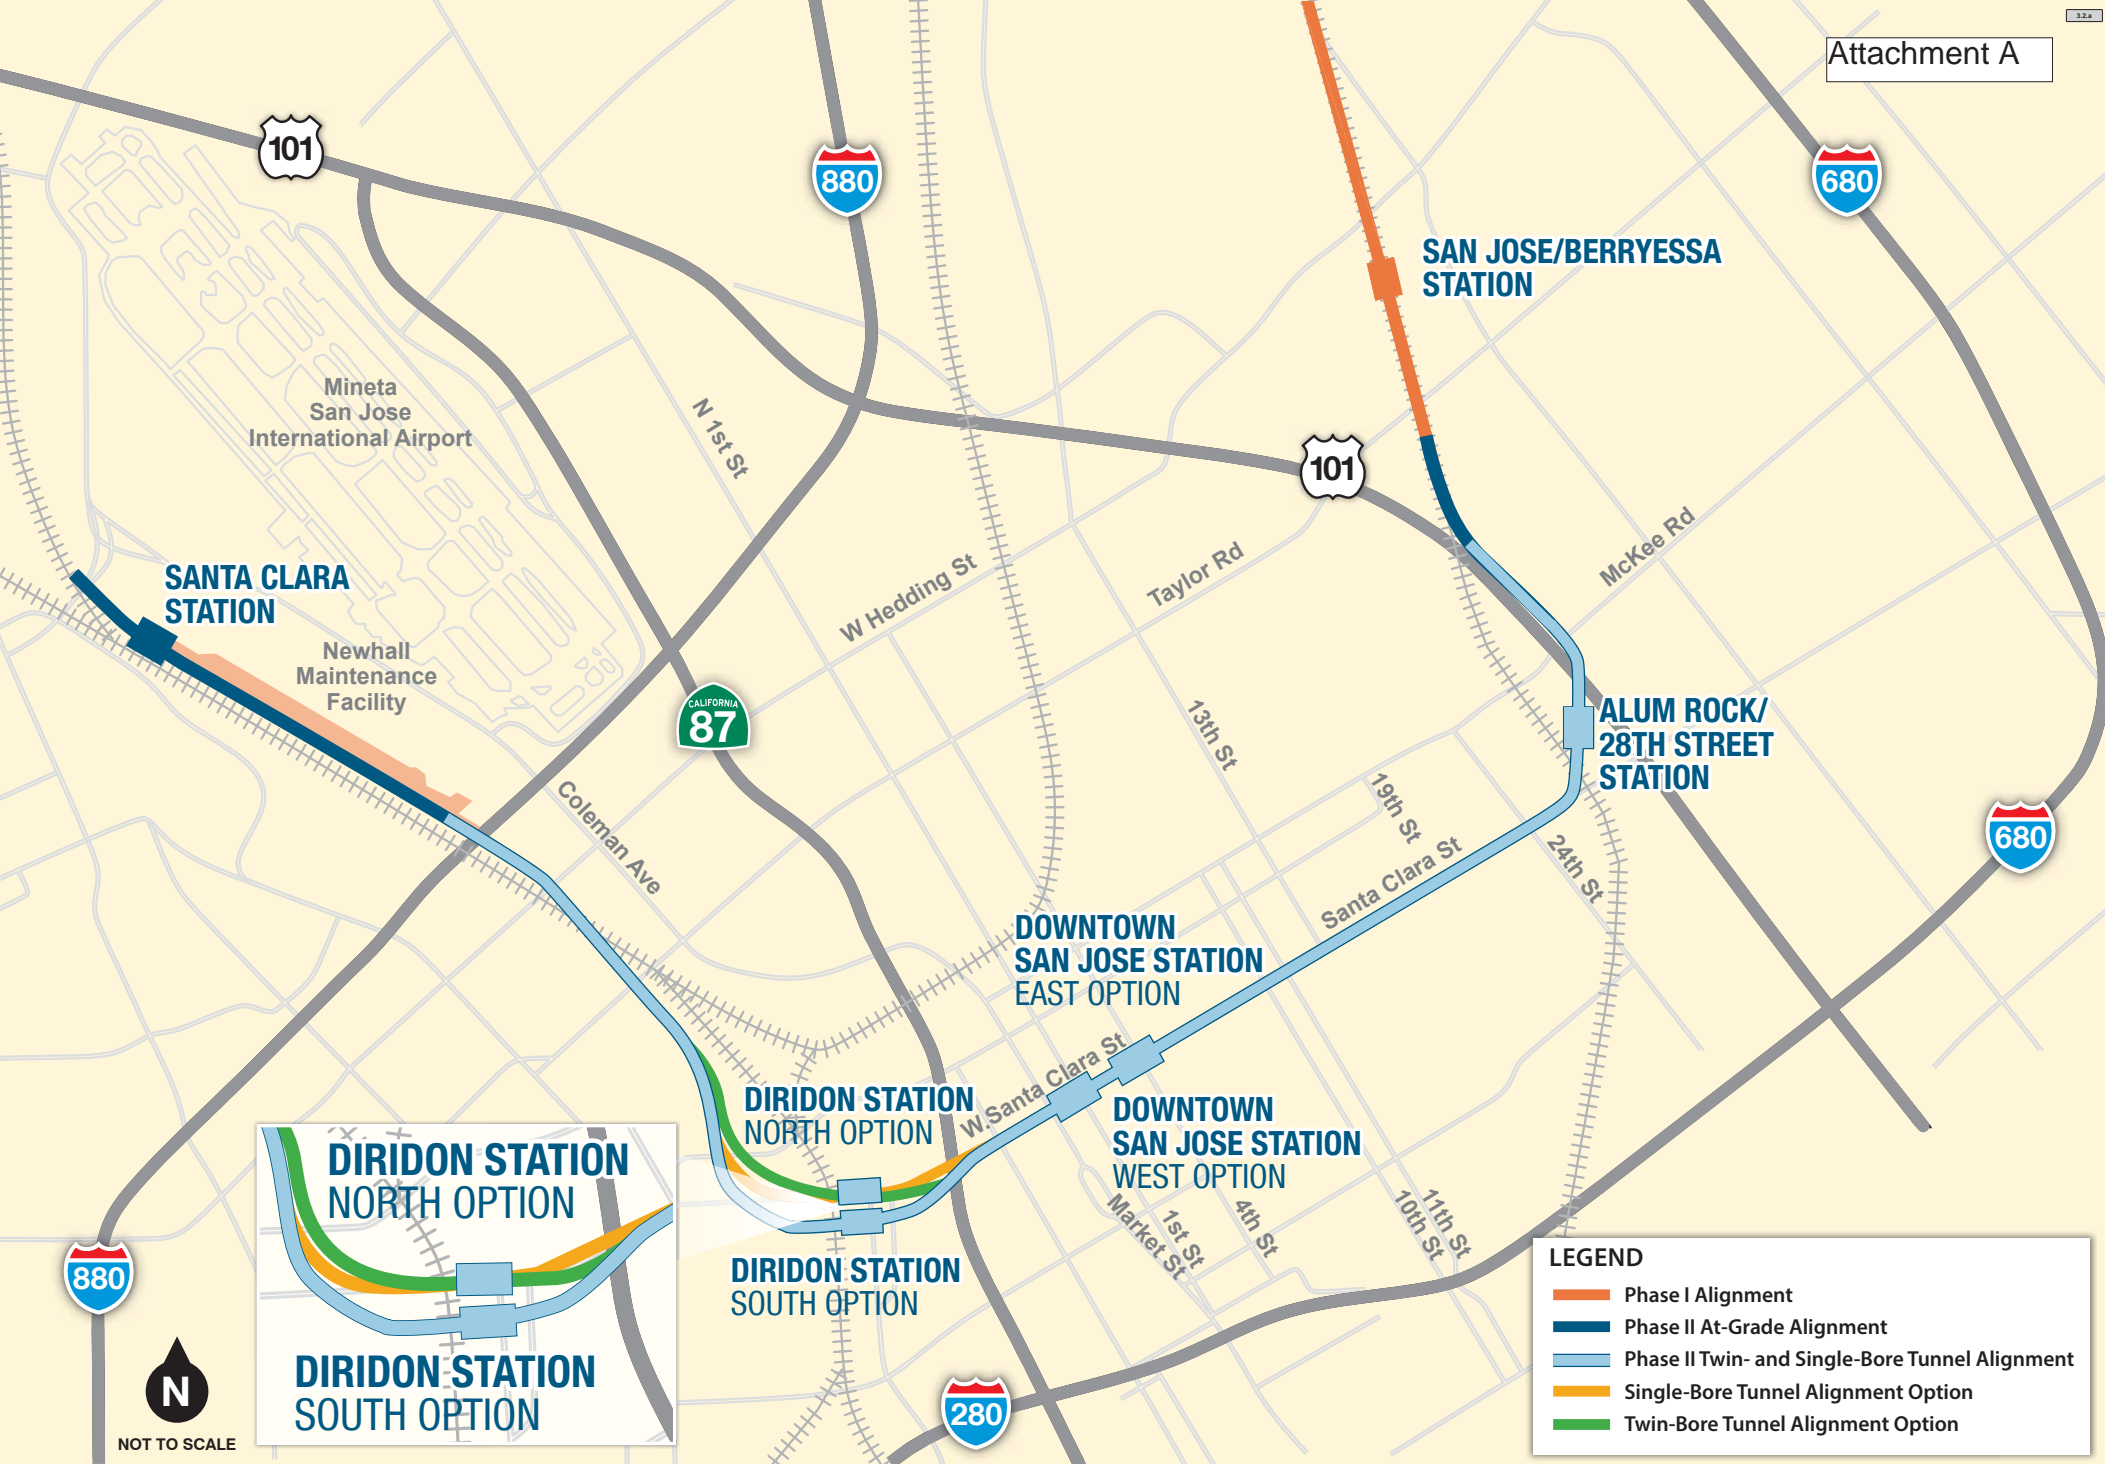 3.2.a
Attachment A
101
880
680
SAN JOSE/BERRYESSA
STATION
Mineta
San Jose
International Airport
N 1st St
101
McKee Rd
SANTA CLARA
STATION
W Hedding St
Taylor Rd
Newhall
Maintenance
Facility
CALIFORNIA
87
13th St
ALUM ROCK/
28TH STREET
STATION
Coleman Ave
19th St
Santa Clara St
24th St
680
DOWNTOWN
SAN JOSE STATION
EAST OPTION
W.Santa Clara St
DIRIDON STATION
NORTH OPTION
DOWNTOWN
SAN JOSE STATION
WEST OPTION
DIRIDON STATION
NORTH OPTION
Market St
1st St
4th St
10th St
11th St
880
DIRIDON STATION
SOUTH OPTION
DIRIDON STATION
SOUTH OPTION
280
N
NOT TO SCALE
LEGEND
Phase I Alignment
Phase II At-Grade Alignment
Phase II Twin- and Single-Bore Tunnel Alignment
Single-Bore Tunnel Alignment Option
Twin-Bore Tunnel Alignment Option